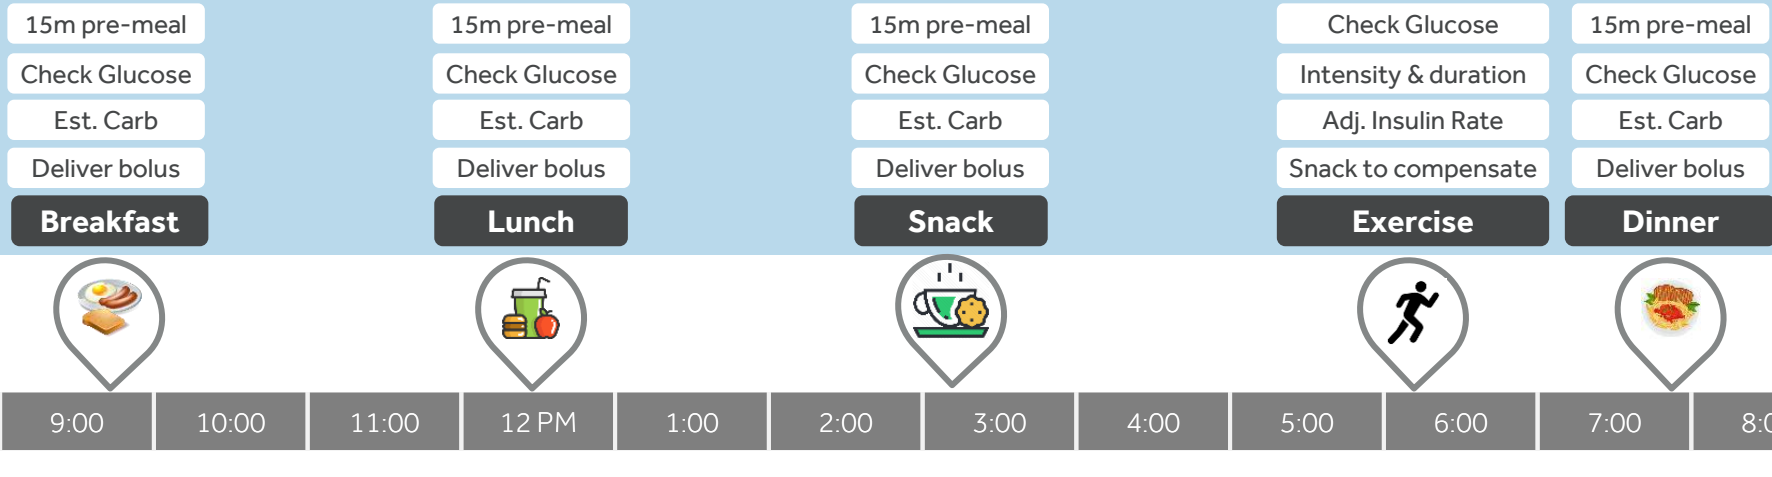 15m pre-meal
Check Glucose
Est. Carb
Deliver bolus
Breakfast
15m pre-meal
Check Glucose
Est. Carb
Deliver bolus
Lunch
15m pre-meal
Check Glucose
Est. Carb
Deliver bolus
Snack
Check Glucose
Intensity & duration
Adj. Insulin Rate
Snack to compensate
Exercise
15m pre-meal
Check Glucose
Est. Carb
Deliver bolus
Dinner
9:00 10:00 11:00 12 PM 1:00 2:00 3:00 4:00 5:00 6:00 7:00